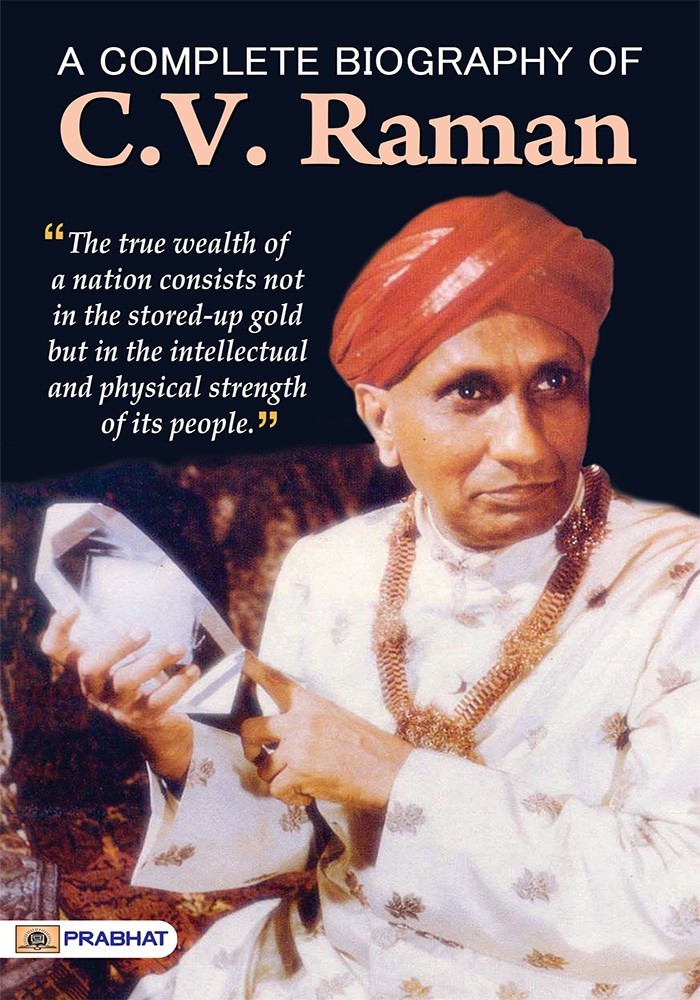 A COMPLETE BIOGRAPHY OF
C.V. Raman
“The true wealth of
a nation consists not
in the stored-up gold
but in the intellectual
and physical strength
of its people.”
PRABHAT